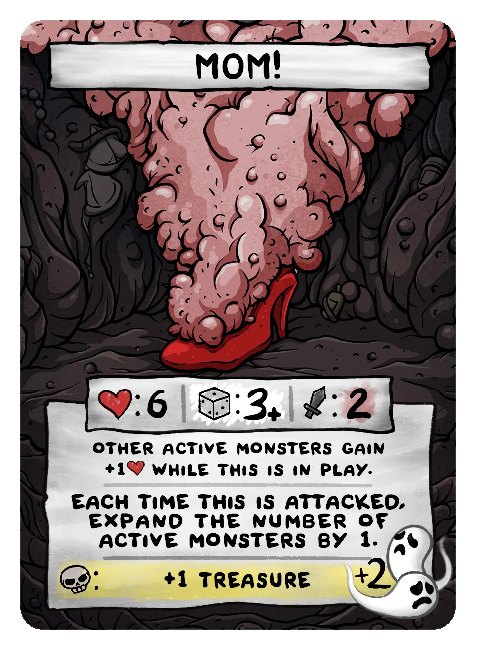 MOM!
:6 :3+ :2
OTHER ACTIVE MONSTERS GAIN
+1 WHILE THIS IS IN PLAY.
EACH TIME THIS IS ATTACKED,
EXPAND THE NUMBER OF
ACTIVE MONSTERS BY 1.
: +1 TREASURE +2